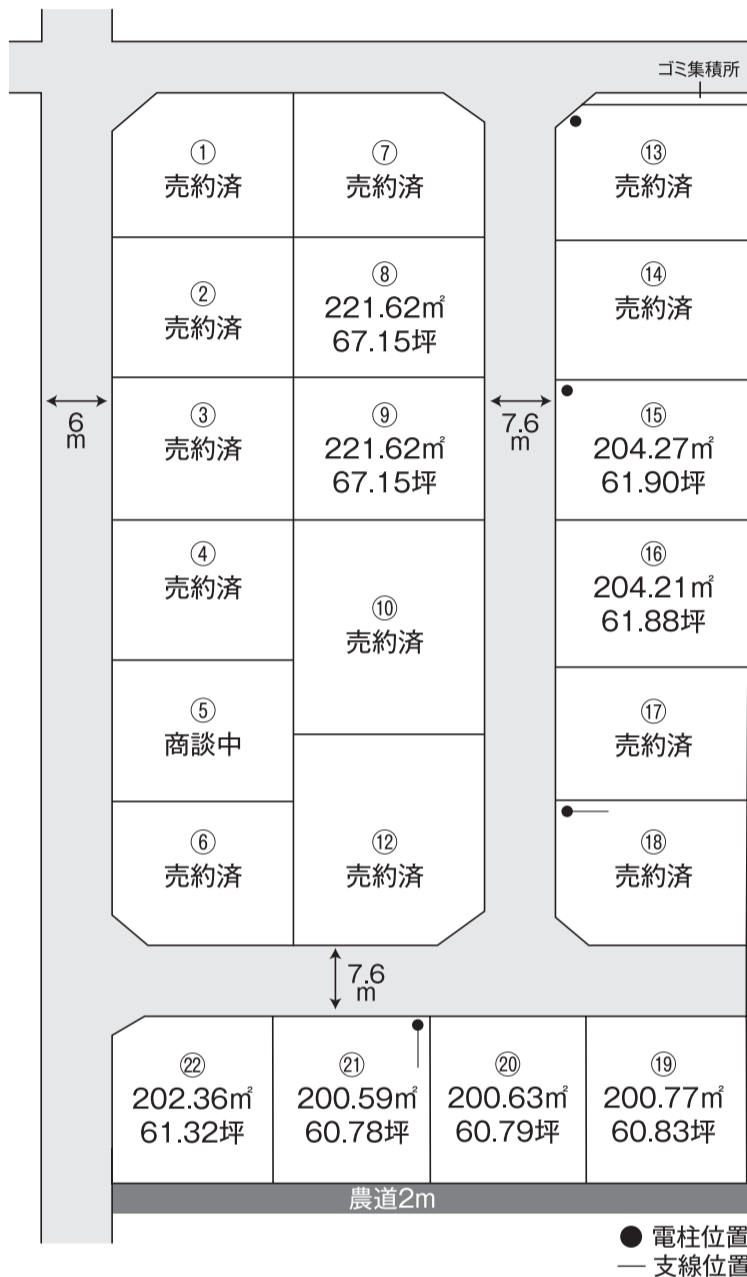 ゴミ集積所
①
売約済
⑦
売約済
⑬
売約済
②
売約済
⑧
221.62㎡
67.15坪
⑭
売約済
6
m
③
売約済
⑨
221.62㎡
67.15坪
7.6
m
⑮
204.27㎡
61.90坪
④
売約済
⑩
売約済
⑯
204.21㎡
61.88坪
⑤
商談中
⑰
売約済
⑥
売約済
⑫
売約済
⑱
売約済
7.6
m
㉒
202.36㎡
61.32坪
㉑
200.59㎡
60.78坪
⑳
200.63㎡
60.79坪
⑲
200.77㎡
60.83坪
農道2m
● 電柱位置
― 支線位置